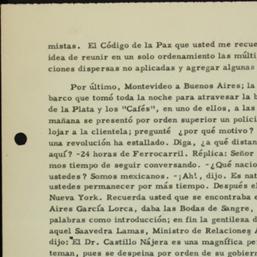 mistas. El Código de la Paz que usted me recue
idea de reunir en un solo ordenamiento las múlti
ciones dispersas no aplicadas y agregar algunas
Por último, Montevideo a Buenos Aires; la
barco que tomó toda la noche para atravesar la b
de la Plata y los "Cafés", en uno de ellos, a las
mañana se presentó por orden superior un policía
lojar a la clientela; pregunté ¿por qué motivo?
una revolución ha estallado. Diga, ¿a qué distan
aquí? -24 horas de Ferrocarril. Réplica: Señor
mos tiempo de seguir conversando. -¿Qué nacio
ustedes? Somos mexicanos. -¡Ah!, dijo. Es nat
ustedes permanecer por más tiempo. Después el
Nueva York. Recuerda usted que se encontraba e
Aires García Lorca, daba las Bodas de Sangre,
palabras como introducción; en fin la gentileza d
aquel Saavedra Lamas, Ministro de Relaciones A
dijo: El Dr. Castillo Nájera es una magnífica pe
teman, pues se despeina por orden de su gobiern